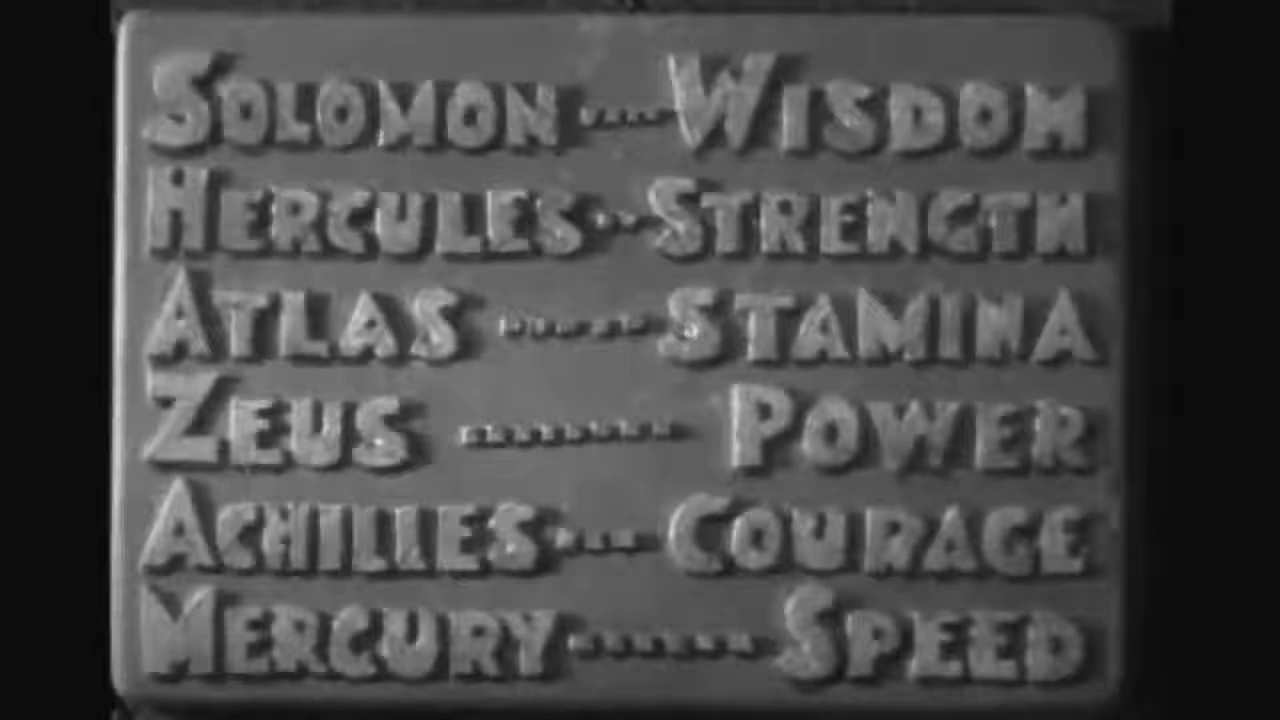 SOLOMON ---- WISDOM
HERCULES -- STRENGTH
ATLAS ----- STAMINA
ZEUS -------- POWER
ACHILLES --- COURAGE
MERCURY ------ SPEED